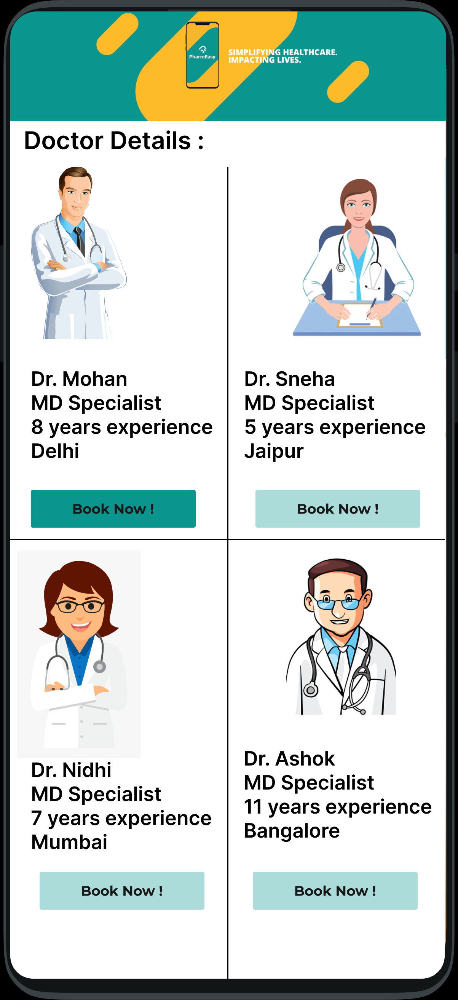 PharmEasy
SIMPLIFYING HEALTHCARE.
IMPACTING LIVES.
Doctor Details :
Dr. Mohan
MD Specialist
8 years experience
Delhi
Book Now !
Dr. Sneha
MD Specialist
5 years experience
Jaipur
Book Now !
Dr. Nidhi
MD Specialist
7 years experience
Mumbai
Book Now !
Dr. Ashok
MD Specialist
11 years experience
Bangalore
Book Now !